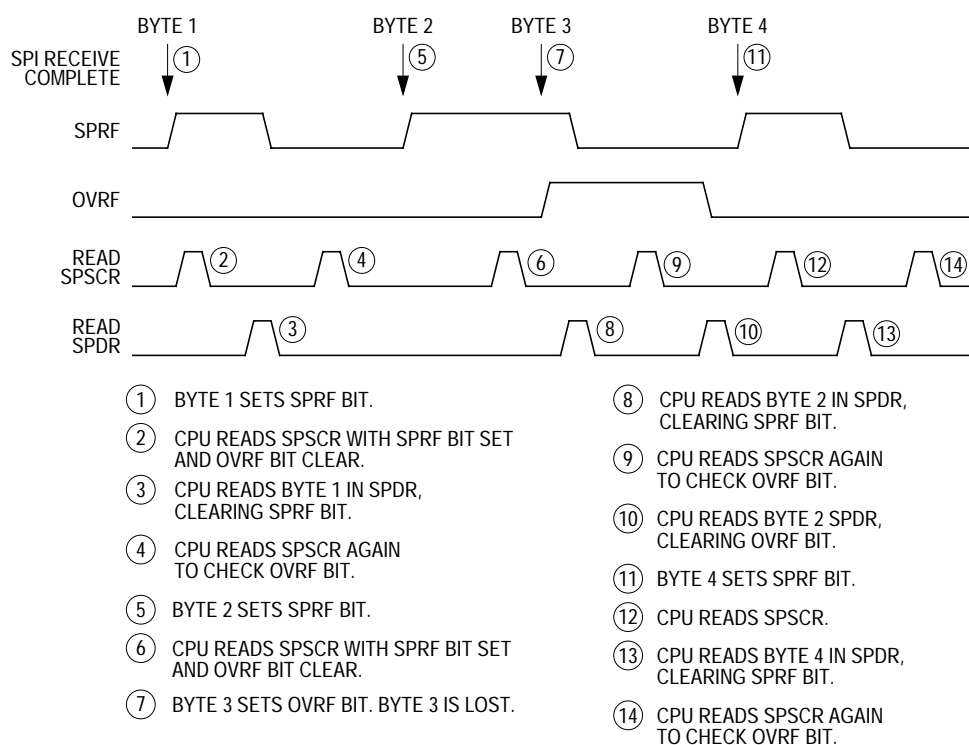 BYTE 1 BYTE 2 BYTE 3 BYTE 4
SPI RECEIVE
COMPLETE
1 5 7 11
SPRF
OVRF
READ
SPSCR
2 4 6 9 12 14
READ
SPDR
3 8 10 13
1 BYTE 1 SETS SPRF BIT.
2 CPU READS SPSCR WITH SPRF BIT SET
AND OVRF BIT CLEAR.
3 CPU READS BYTE 1 IN SPDR,
CLEARING SPRF BIT.
4 CPU READS SPSCR AGAIN
TO CHECK OVRF BIT.
5 BYTE 2 SETS SPRF BIT.
6 CPU READS SPSCR WITH SPRF BIT SET
AND OVRF BIT CLEAR.
7 BYTE 3 SETS OVRF BIT. BYTE 3 IS LOST.
8 CPU READS BYTE 2 IN SPDR,
CLEARING SPRF BIT.
9 CPU READS SPSCR AGAIN
TO CHECK OVRF BIT.
10 CPU READS BYTE 2 SPDR,
CLEARING OVRF BIT.
11 BYTE 4 SETS SPRF BIT.
12 CPU READS SPSCR.
13 CPU READS BYTE 4 IN SPDR,
CLEARING SPRF BIT.
14 CPU READS SPSCR AGAIN
TO CHECK OVRF BIT.